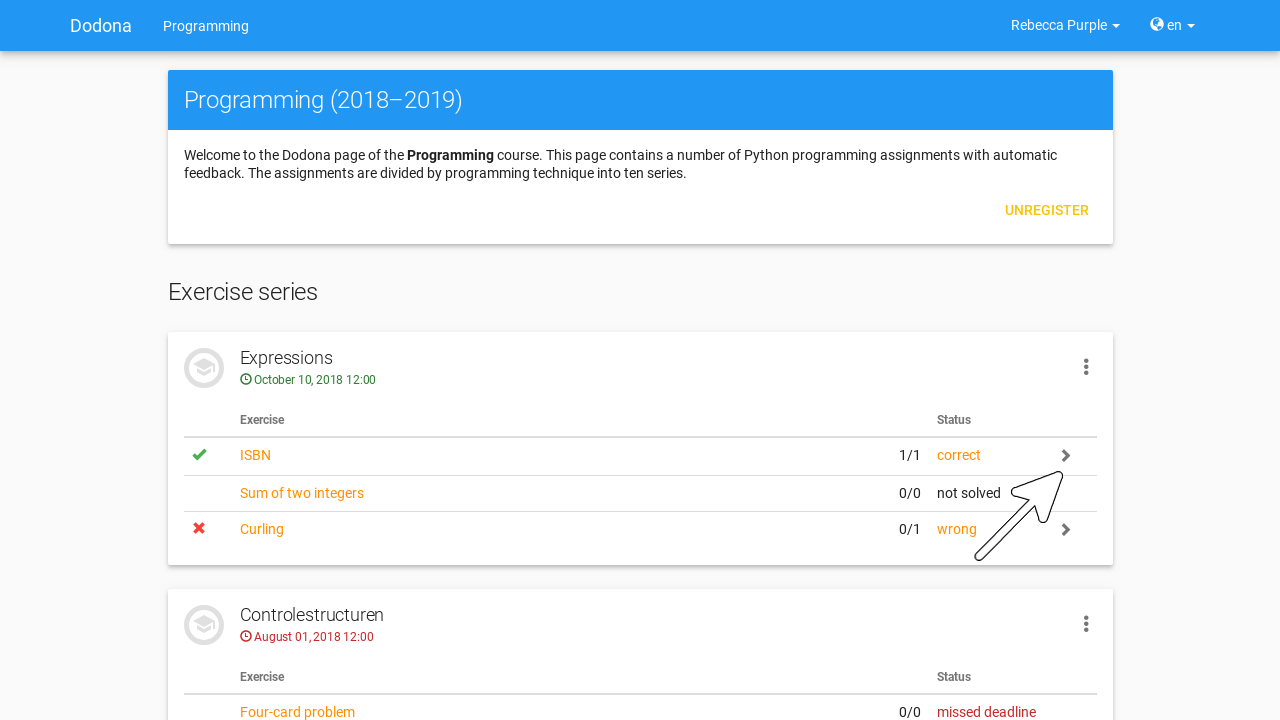 Dodona Programming Rebecca Purple en
Programming (2018–2019)
Welcome to the Dodona page of the Programming course. This page contains a number of Python programming assignments with automatic
feedback. The assignments are divided by programming technique into ten series.
UNREGISTER
Exercise series
Expressions
October 10, 2018 12:00
Exercise Status
ISBN 1/1 correct
Sum of two integers 0/0 not solved
Curling 0/1 wrong
Controlestructuren
August 01, 2018 12:00
Exercise Status
Four-card problem 0/0 missed deadline